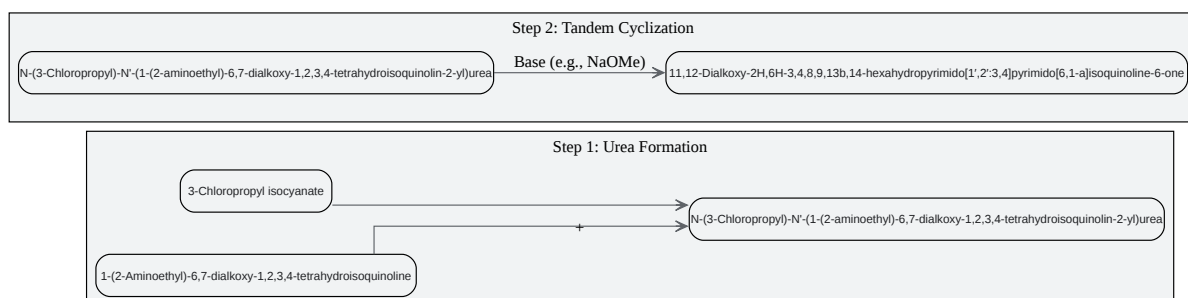 Step 2: Tandem Cyclization
N-(3-Chloropropyl)-N'-(1-(2-aminoethyl)-6,7-dialkoxy-1,2,3,4-tetrahydroisoquinolin-2-yl)urea
Base (e.g., NaOMe)
11,12-Dialkoxy-2H,6H-3,4,8,9,13b,14-hexahydropyrimido[1',2':3,4]pyrimido[6,1-a]isoquinoline-6-one
Step 1: Urea Formation
3-Chloropropyl isocyanate
N-(3-Chloropropyl)-N'-(1-(2-aminoethyl)-6,7-dialkoxy-1,2,3,4-tetrahydroisoquinolin-2-yl)urea
+
1-(2-Aminoethyl)-6,7-dialkoxy-1,2,3,4-tetrahydroisoquinoline